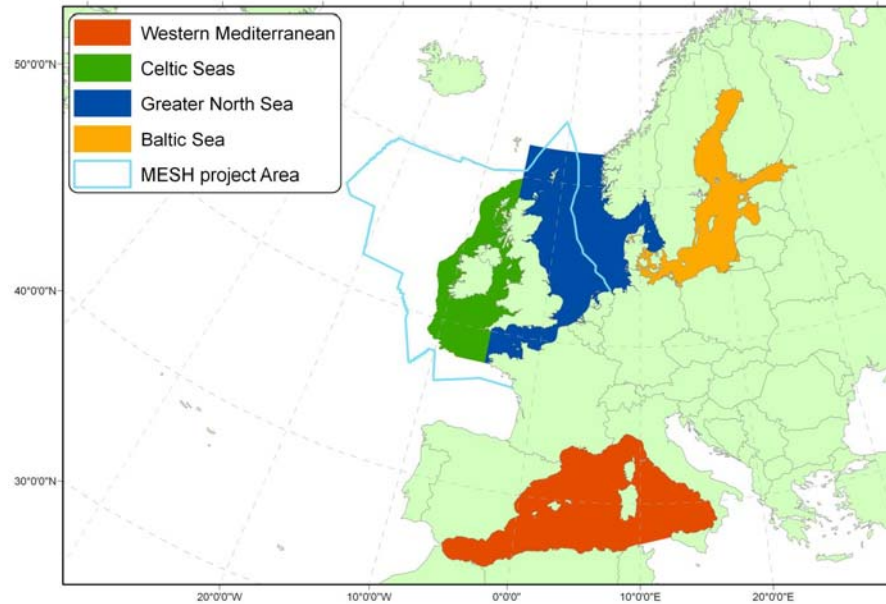 Western Mediterranean
Celtic Seas
Greater North Sea
Baltic Sea
MESH project Area
50°0'0"N
40°0'0"N
30°0'0"N
20°0'0"W
10°0'0"W
0°0'0"E
10°0'0"E
20°0'0"E